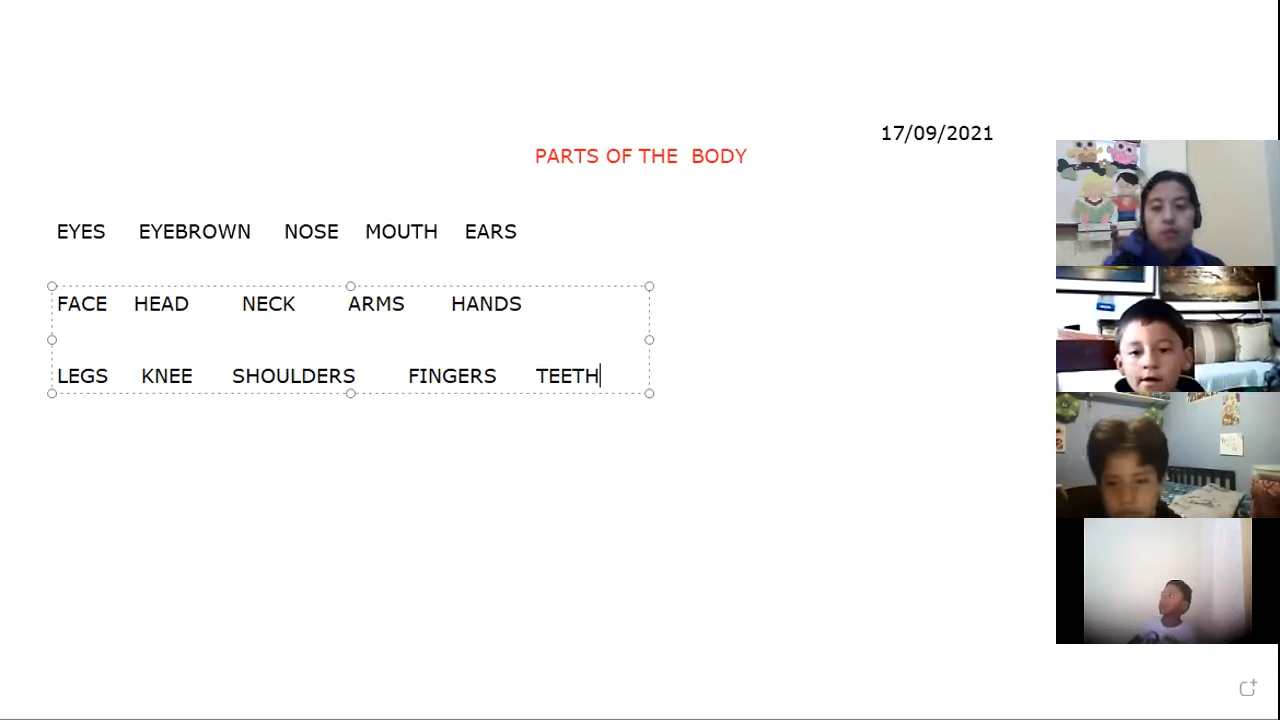 17/09/2021
PARTS OF THE BODY
EYES EYEBROWN NOSE MOUTH EARS
FACE HEAD NECK ARMS HANDS
LEGS KNEE SHOULDERS FINGERS TEETH